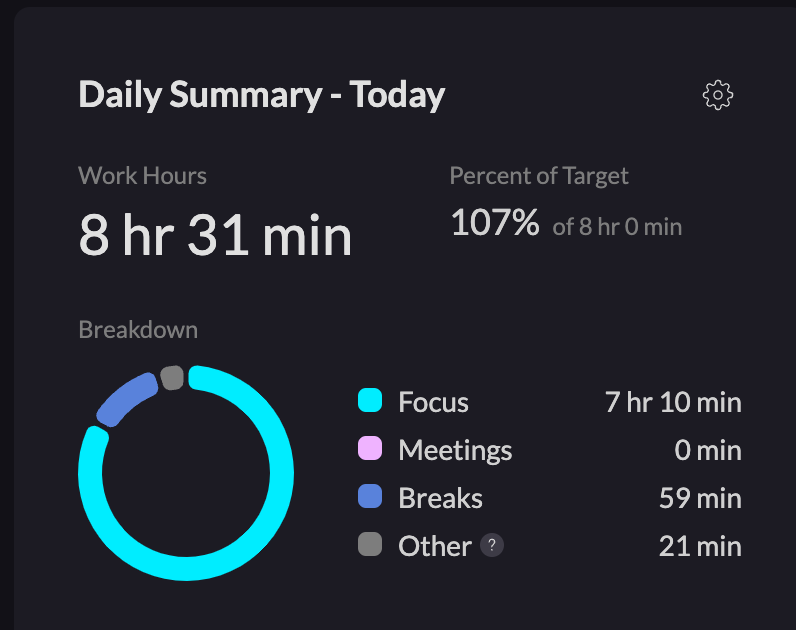 Daily Summary - Today
Work Hours
8 hr 31 min
Percent of Target
107% of 8 hr 0 min
Breakdown
Focus 7 hr 10 min
Meetings 0 min
Breaks 59 min
Other ? 21 min